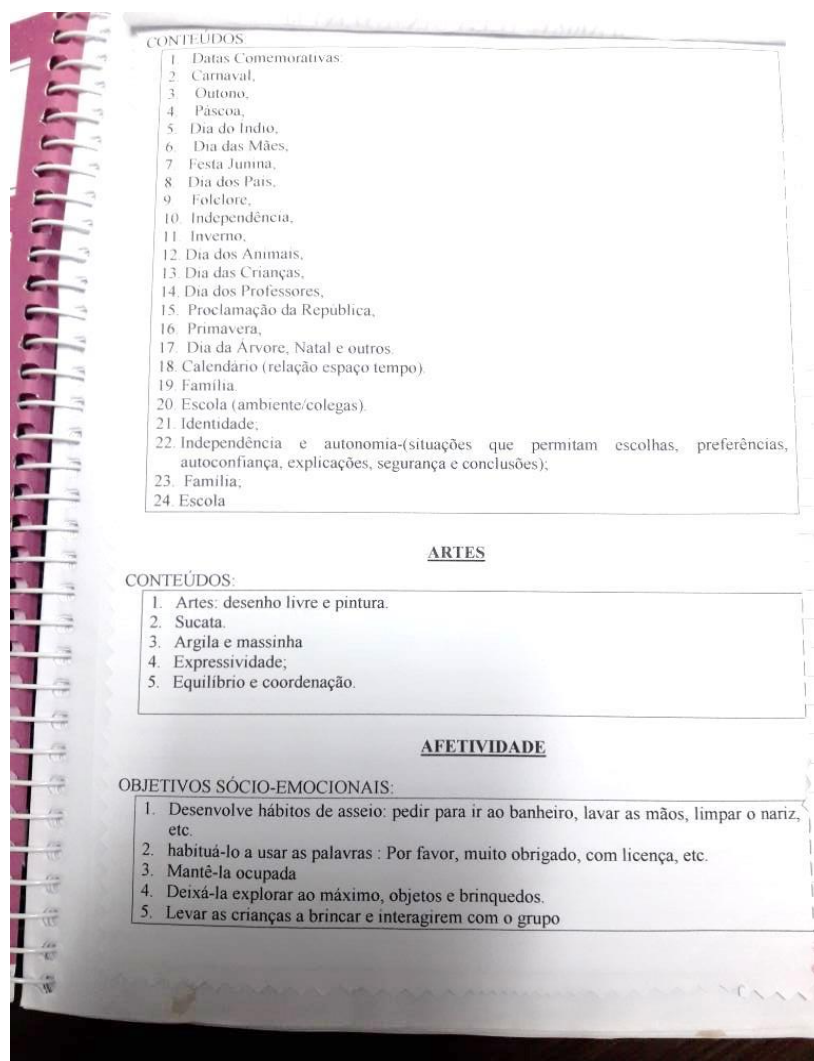 CONTEÚDOS:
1. Datas Comemorativas:
2. Carnaval,
3. Outono,
4. Páscoa,
5. Dia do Índio,
6. Dia das Mães,
7. Festa Junina,
8. Dia dos Pais,
9. Folclore,
10. Independência,
11. Inverno,
12. Dia dos Animais,
13. Dia das Crianças,
14. Dia dos Professores,
15. Proclamação da República,
16. Primavera,
17. Dia da Árvore, Natal e outros.
18. Calendário (relação espaço tempo).
19. Família.
20. Escola (ambiente/colegas).
21. Identidade;
22. Independência e autonomia-(situações que permitam escolhas, preferências,
autoconfiança, explicações, segurança e conclusões);
23. Família;
24. Escola
ARTES
CONTEÚDOS:
1. Artes: desenho livre e pintura.
2. Sucata.
3. Argila e massinha
4. Expressividade;
5. Equilíbrio e coordenação.
AFETIVIDADE
OBJETIVOS SÓCIO-EMOCIONAIS:
1. Desenvolve hábitos de asseio: pedir para ir ao banheiro, lavar as mãos, limpar o nariz,
etc.
2. habituá-lo a usar as palavras : Por favor, muito obrigado, com licença, etc.
3. Mantê-la ocupada
4. Deixá-la explorar ao máximo, objetos e brinquedos.
5. Levar as crianças a brincar e interagirem com o grupo